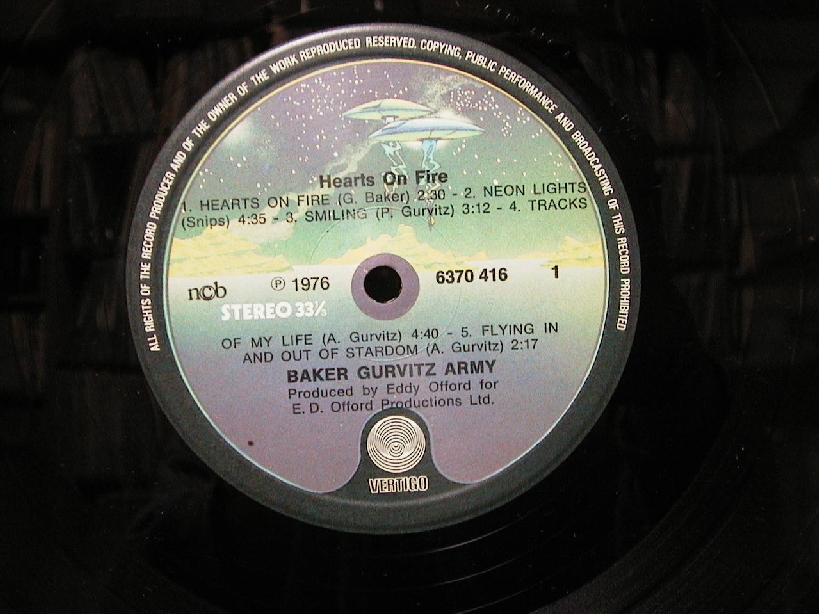 ALL RIGHTS OF THE RECORD PRODUCER AND OF THE OWNER OF THE WORK REPRODUCED RESERVED. COPYING, PUBLIC PERFORMANCE AND BROADCASTING OF THIS RECORD PROHIBITED
Hearts On Fire
1. HEARTS ON FIRE (G. Baker) 2:30 - 2. NEON LIGHTS
(Snips) 4:35 - 3. SMILING (P. Gurvitz) 3:12 - 4. TRACKS
ncb ℗ 1976 6370 416 1
STEREO 33⅓
OF MY LIFE (A. Gurvitz) 4:40 - 5. FLYING IN
AND OUT OF STARDOM (A. Gurvitz) 2:17
BAKER GURVITZ ARMY
Produced by Eddy Offord for
E.D. Offord Productions Ltd.
VERTIGO